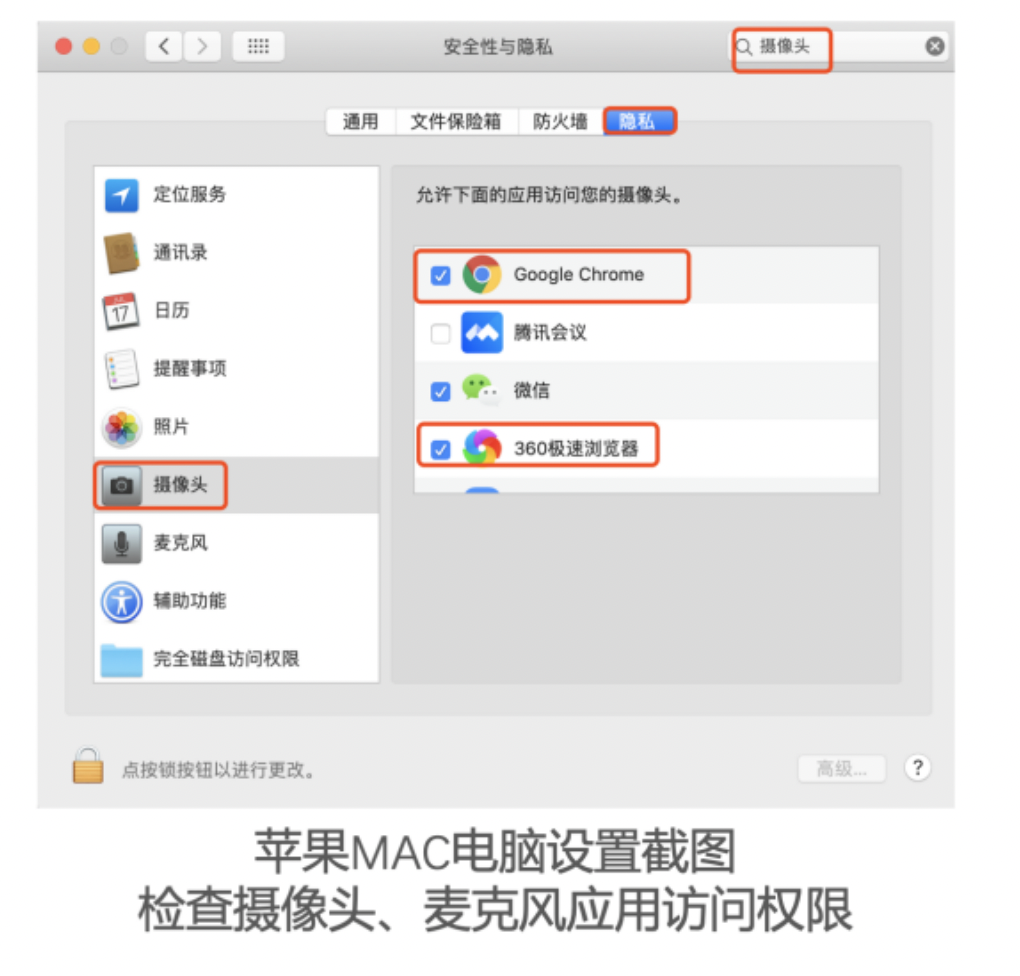 安全性与隐私
摄像头
通用 文件保险箱 防火墙 隐私
定位服务
通讯录
17
日历
提醒事项
照片
摄像头
麦克风
辅助功能
完全磁盘访问权限
允许下面的应用访问您的摄像头。
Google Chrome
腾讯会议
微信
360极速浏览器
点按锁按钮以进行更改。
高级... ?
苹果MAC电脑设置截图
检查摄像头、麦克风应用访问权限